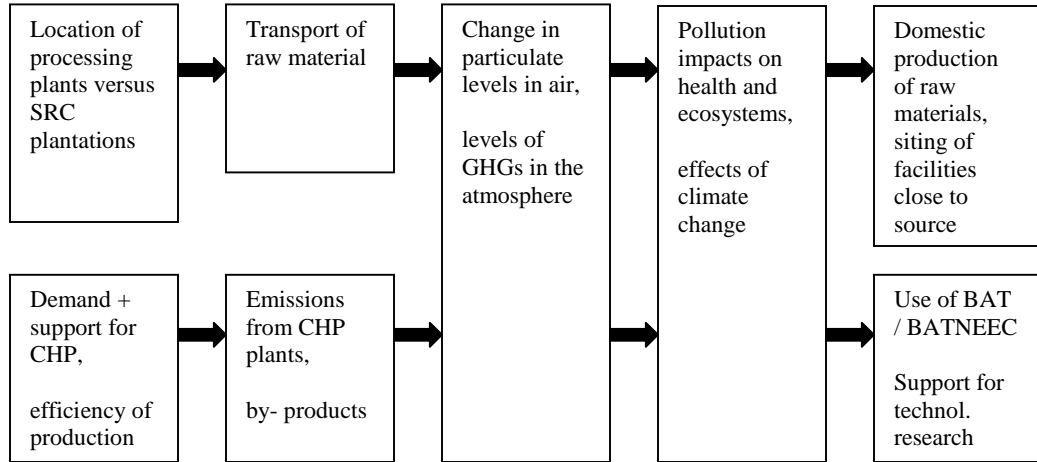 Location of
processing
plants versus
SRC
plantations
Transport of
raw material
Change in
particulate
levels in air,
levels of
GHGs in the
atmosphere
Pollution
impacts on
health and
ecosystems,
effects of
climate
change
Domestic
production
of raw
materials,
siting of
facilities
close to
source
Demand +
support for
CHP,
efficiency of
production
Emissions
from CHP
plants,
by- products
Use of BAT
/ BATNEEC
Support for
technol.
research